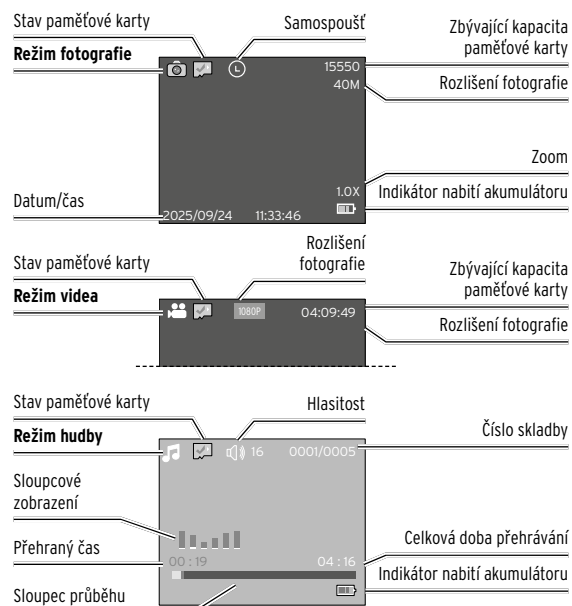 Stav paměťové karty
Samospoušť
Zbývající kapacita
paměťové karty
Režim fotografie
15550
40M
Rozlišení fotografie
Zoom
1.0X
Indikátor nabití akumulátoru
Datum/čas
2025/09/24 11:33:46
Rozlišení
fotografie
Stav paměťové karty
Zbývající kapacita
paměťové karty
Režim videa
1080P
04:09:49
Rozlišení fotografie
Stav paměťové karty
Hlasitost
Režim hudby
16
0001/0005
Číslo skladby
Sloupcové
zobrazení
Přehraný čas
00 : 19
04 : 16
Celková doba přehrávání
Indikátor nabití akumulátoru
Sloupec průběhu